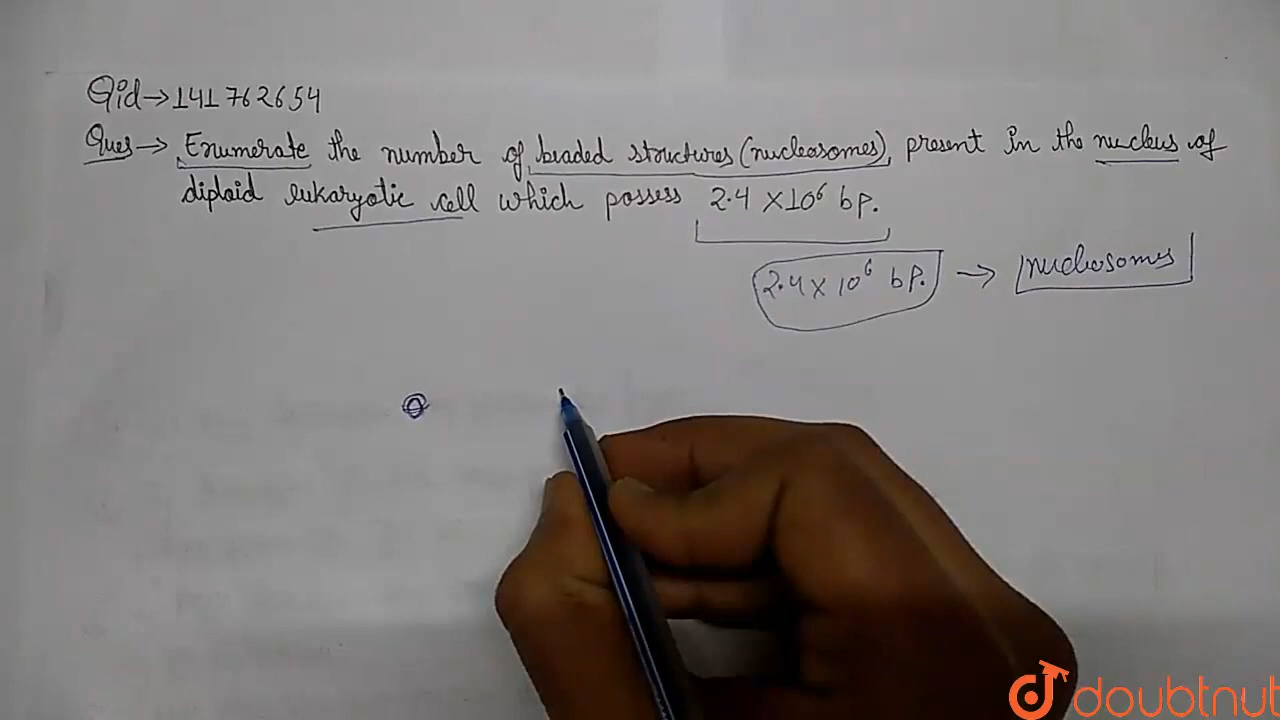 Qid→141762654
Ques→ Enumerate the number of beaded structures (nucleosomes), present in the nucleus of
diploid eukaryotic cell which possess 2.4 ×10⁶ bp.
2.4 × 10⁶ bp. → nucleosomes
doubtnut